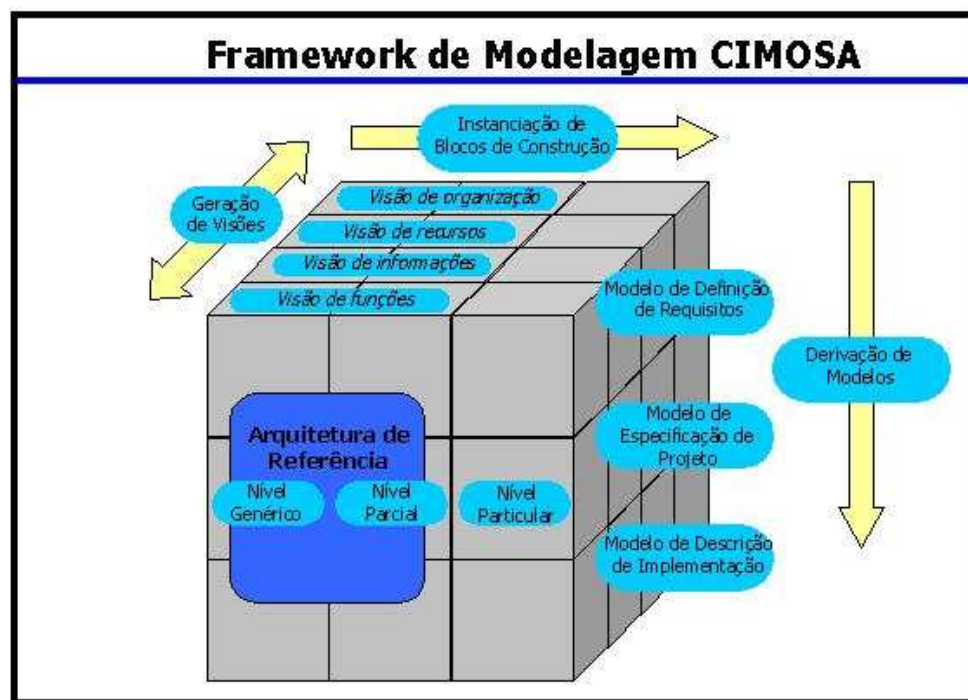 Framework de Modelagem CIMOSA
Instanciação de
Blocos de Construção
Geração
de Visões
Visão de organização
Visão de recursos
Visão de informações
Visão de funções
Modelo de Definição
de Requisitos
Derivação de
Modelos
Arquitetura de
Referência
Modelo de
Especificação de
Projeto
Nível
Genérico
Nível
Parcial
Nível
Particular
Modelo de Descrição
de Implementação